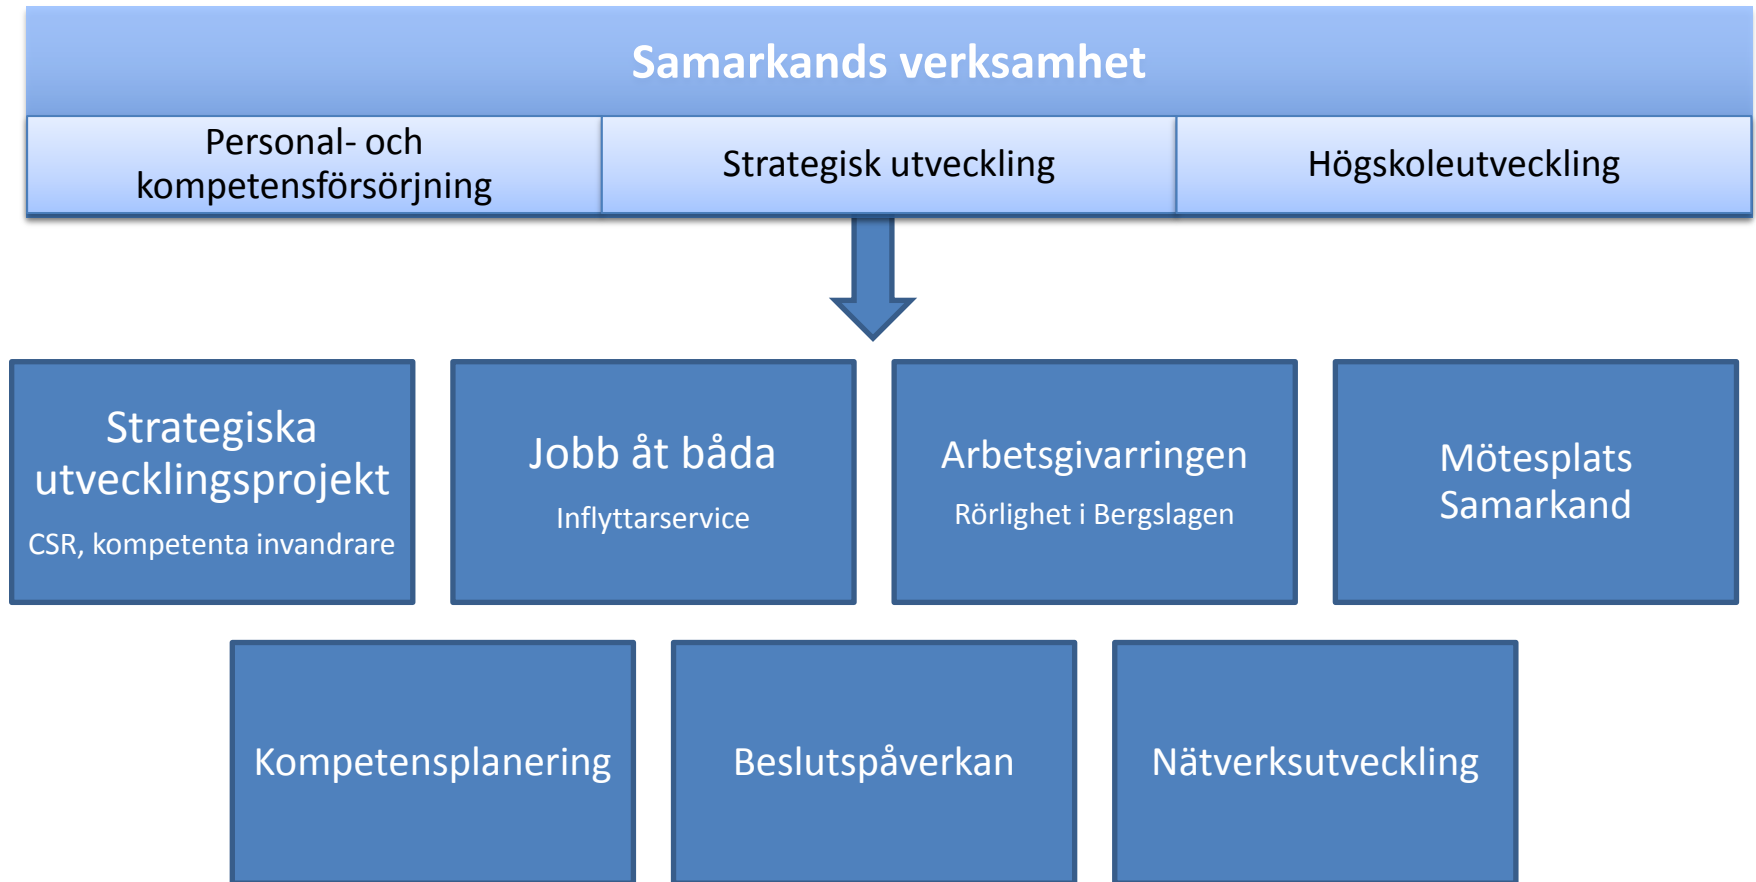 Samarkands verksamhet
Personal- och
kompetensförsörjning
Strategisk utveckling
Högskoleutveckling
Strategiska
utvecklingsprojekt
CSR, kompetenta invandrare
Jobb åt båda
Inflyttarservice
Arbetsgivarringen
Rörlighet i Bergslagen
Mötesplats
Samarkand
Kompetensplanering
Beslutspåverkan
Nätverksutveckling